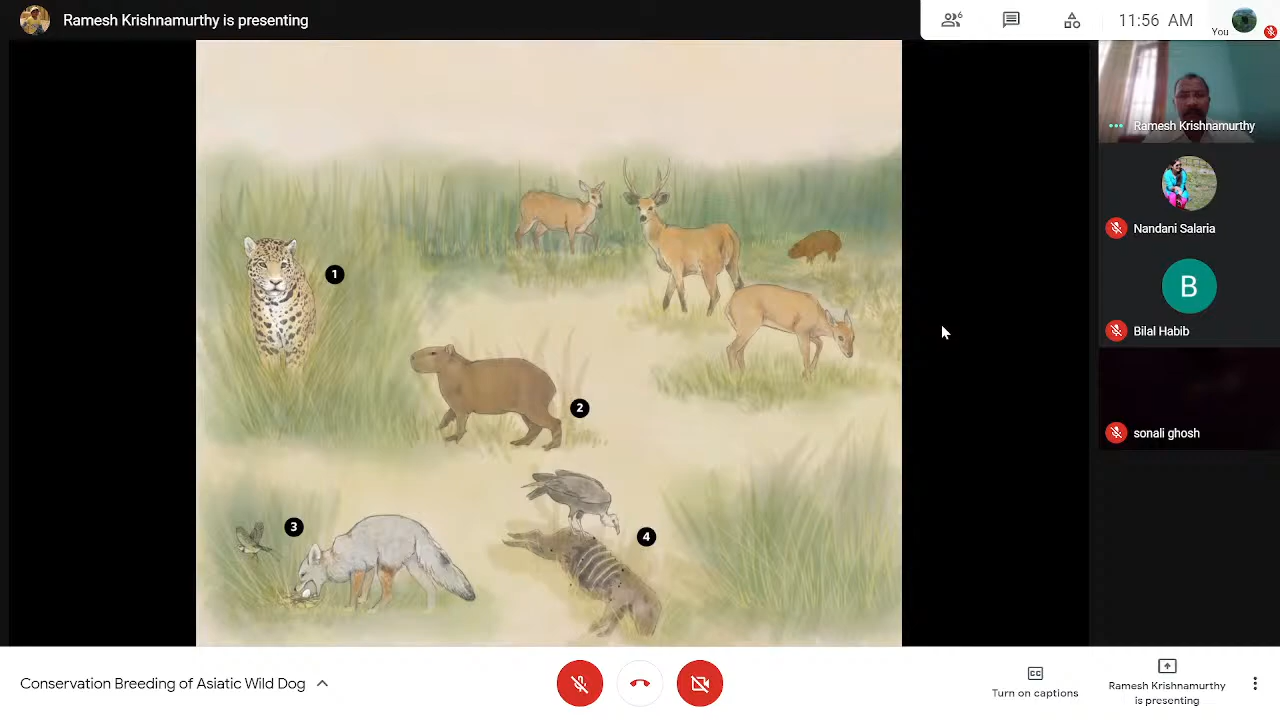 Ramesh Krishnamurthy is presenting
6
11:56 AM
You
1
2
3
4
Ramesh Krishnamurthy
Nandani Salaria
B
Bilal Habib
sonali ghosh
Conservation Breeding of Asiatic Wild Dog
CC
Turn on captions
Ramesh Krishnamurthy
is presenting